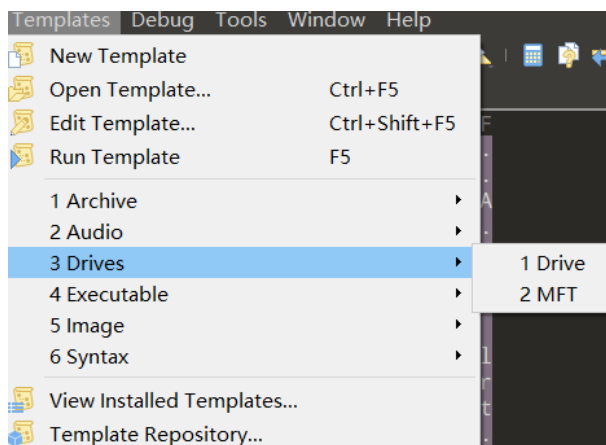 Templates Debug Tools Window Help
New Template
Open Template... Ctrl+F5
Edit Template... Ctrl+Shift+F5
Run Template F5
1 Archive
2 Audio
3 Drives
1 Drive
4 Executable
2 MFT
5 Image
6 Syntax
View Installed Templates...
Template Repository...